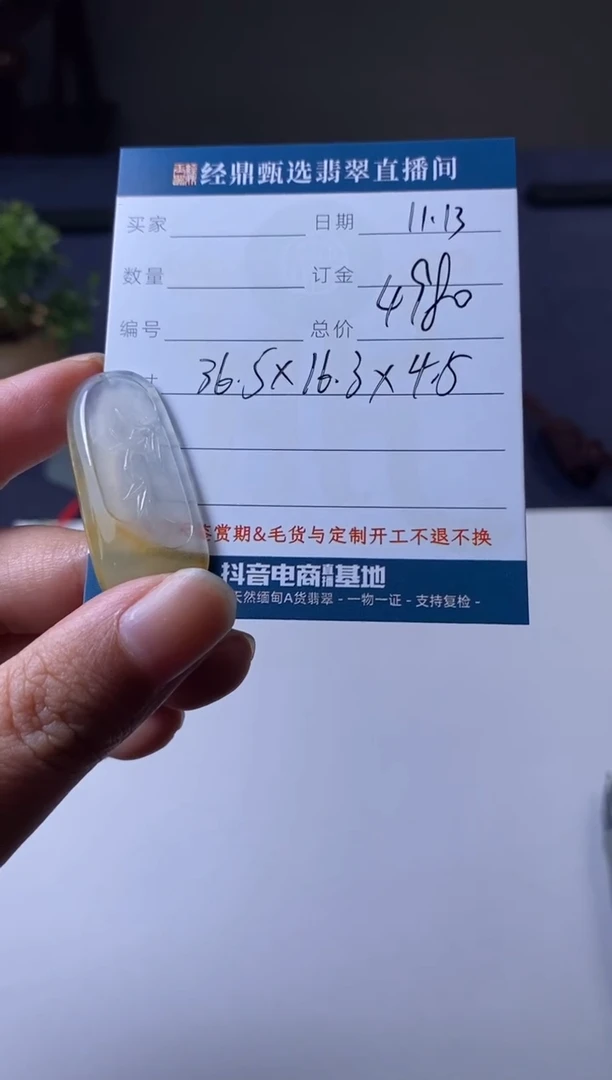 经鼎甄选翡翠直播间
买家 日期 11.13
数量 订金
编号 总价 4980
36.5×16.3×4.5
赏期&毛货与定制开工不退不换
抖音电商直播基地
天然缅甸A货翡翠 - 一物一证 - 支持复检 -